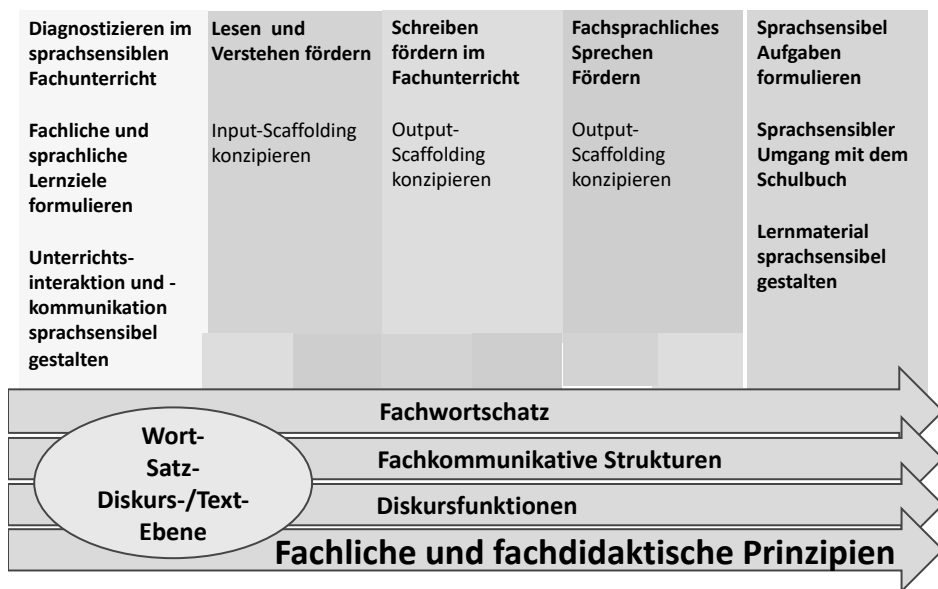 Diagnostizieren im
sprachsensiblen
Fachunterricht
Fachliche und
sprachliche
Lernziele
formulieren
Unterrichts-
interaktion und -
kommunikation
sprachsensibel
gestalten
Lesen und
Verstehen fördern
Input-Scaffolding
konzipieren
Schreiben
fördern im
Fachunterricht
Output-
Scaffolding
konzipieren
Fachsprachliches
Sprechen
Fördern
Output-
Scaffolding
konzipieren
Sprachsensibel
Aufgaben
formulieren
Sprachsensibler
Umgang mit dem
Schulbuch
Lernmaterial
sprachsensibel
gestalten
Wort-
Satz-
Diskurs-/Text-
Ebene
Fachwortschatz
Fachkommunikative Strukturen
Diskursfunktionen
Fachliche und fachdidaktische Prinzipien